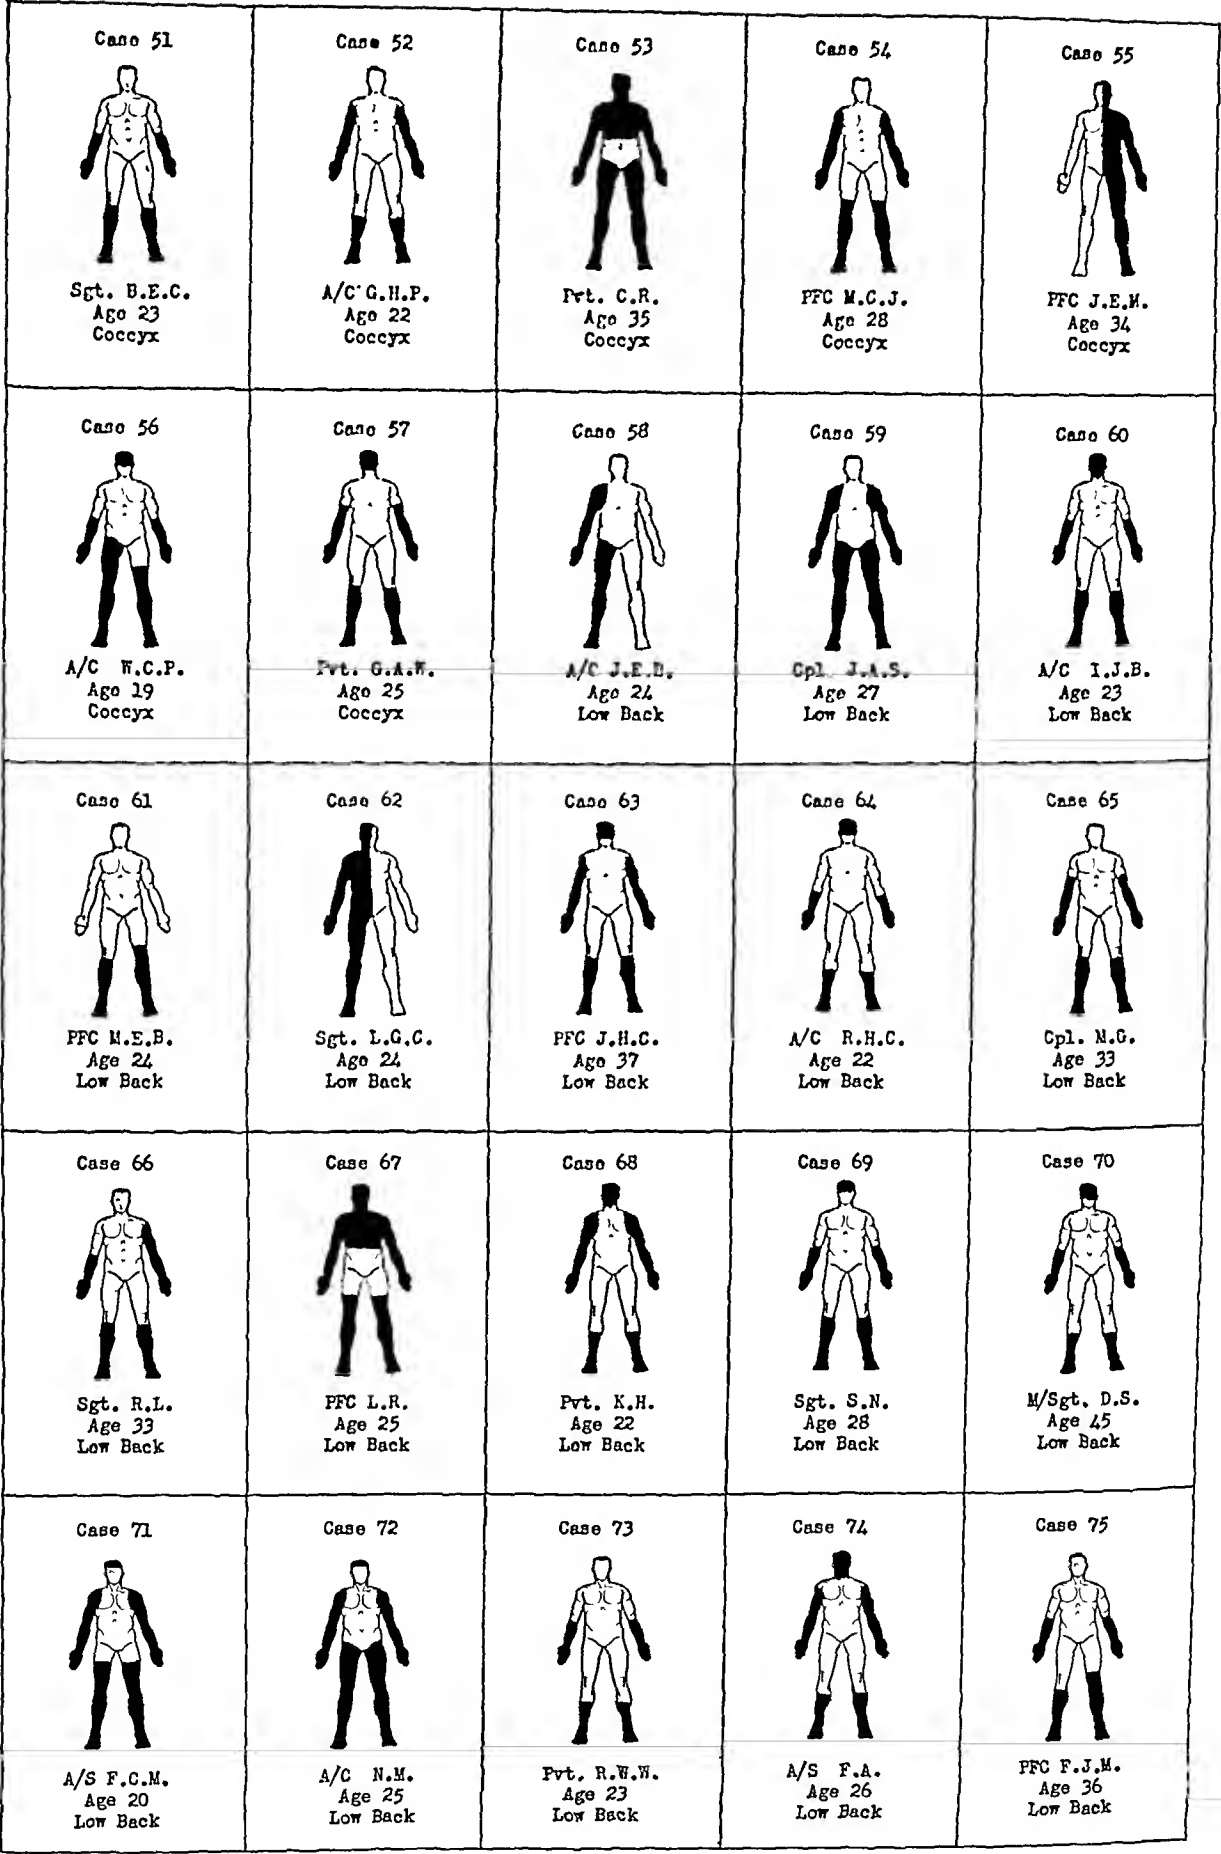 Case 51
Case 52
Case 53
Case 54
Case 55
Sgt. B.E.C.
Age 23
Coccyx
A/C G.H.P.
Age 22
Coccyx
Pvt. C.R.
Age 35
Coccyx
PFC M.C.J.
Age 28
Coccyx
PFC J.E.M.
Age 34
Coccyx
Case 56
Case 57
Case 58
Case 59
Case 60
A/C W.C.P.
Age 19
Coccyx
Pvt. G.A.W.
Age 25
Coccyx
A/C J.E.D.
Age 24
Low Back
Cpl. J.A.S.
Age 27
Low Back
A/C I.J.B.
Age 23
Low Back
Case 61
Case 62
Case 63
Case 64
Case 65
PFC M.E.B.
Age 24
Low Back
Sgt. L.G.C.
Age 24
Low Back
PFC J.H.C.
Age 37
Low Back
A/C R.H.C.
Age 22
Low Back
Cpl. M.G.
Age 33
Low Back
Case 66
Case 67
Case 68
Case 69
Case 70
Sgt. R.L.
Age 33
Low Back
PFC L.R.
Age 25
Low Back
Pvt. K.H.
Age 22
Low Back
Sgt. S.N.
Age 28
Low Back
M/Sgt. D.S.
Age 45
Low Back
Case 71
Case 72
Case 73
Case 74
Case 75
A/S F.C.M.
Age 20
Low Back
A/C N.M.
Age 25
Low Back
Pvt. R.W.W.
Age 23
Low Back
A/S F.A.
Age 26
Low Back
PFC F.J.M.
Age 36
Low Back